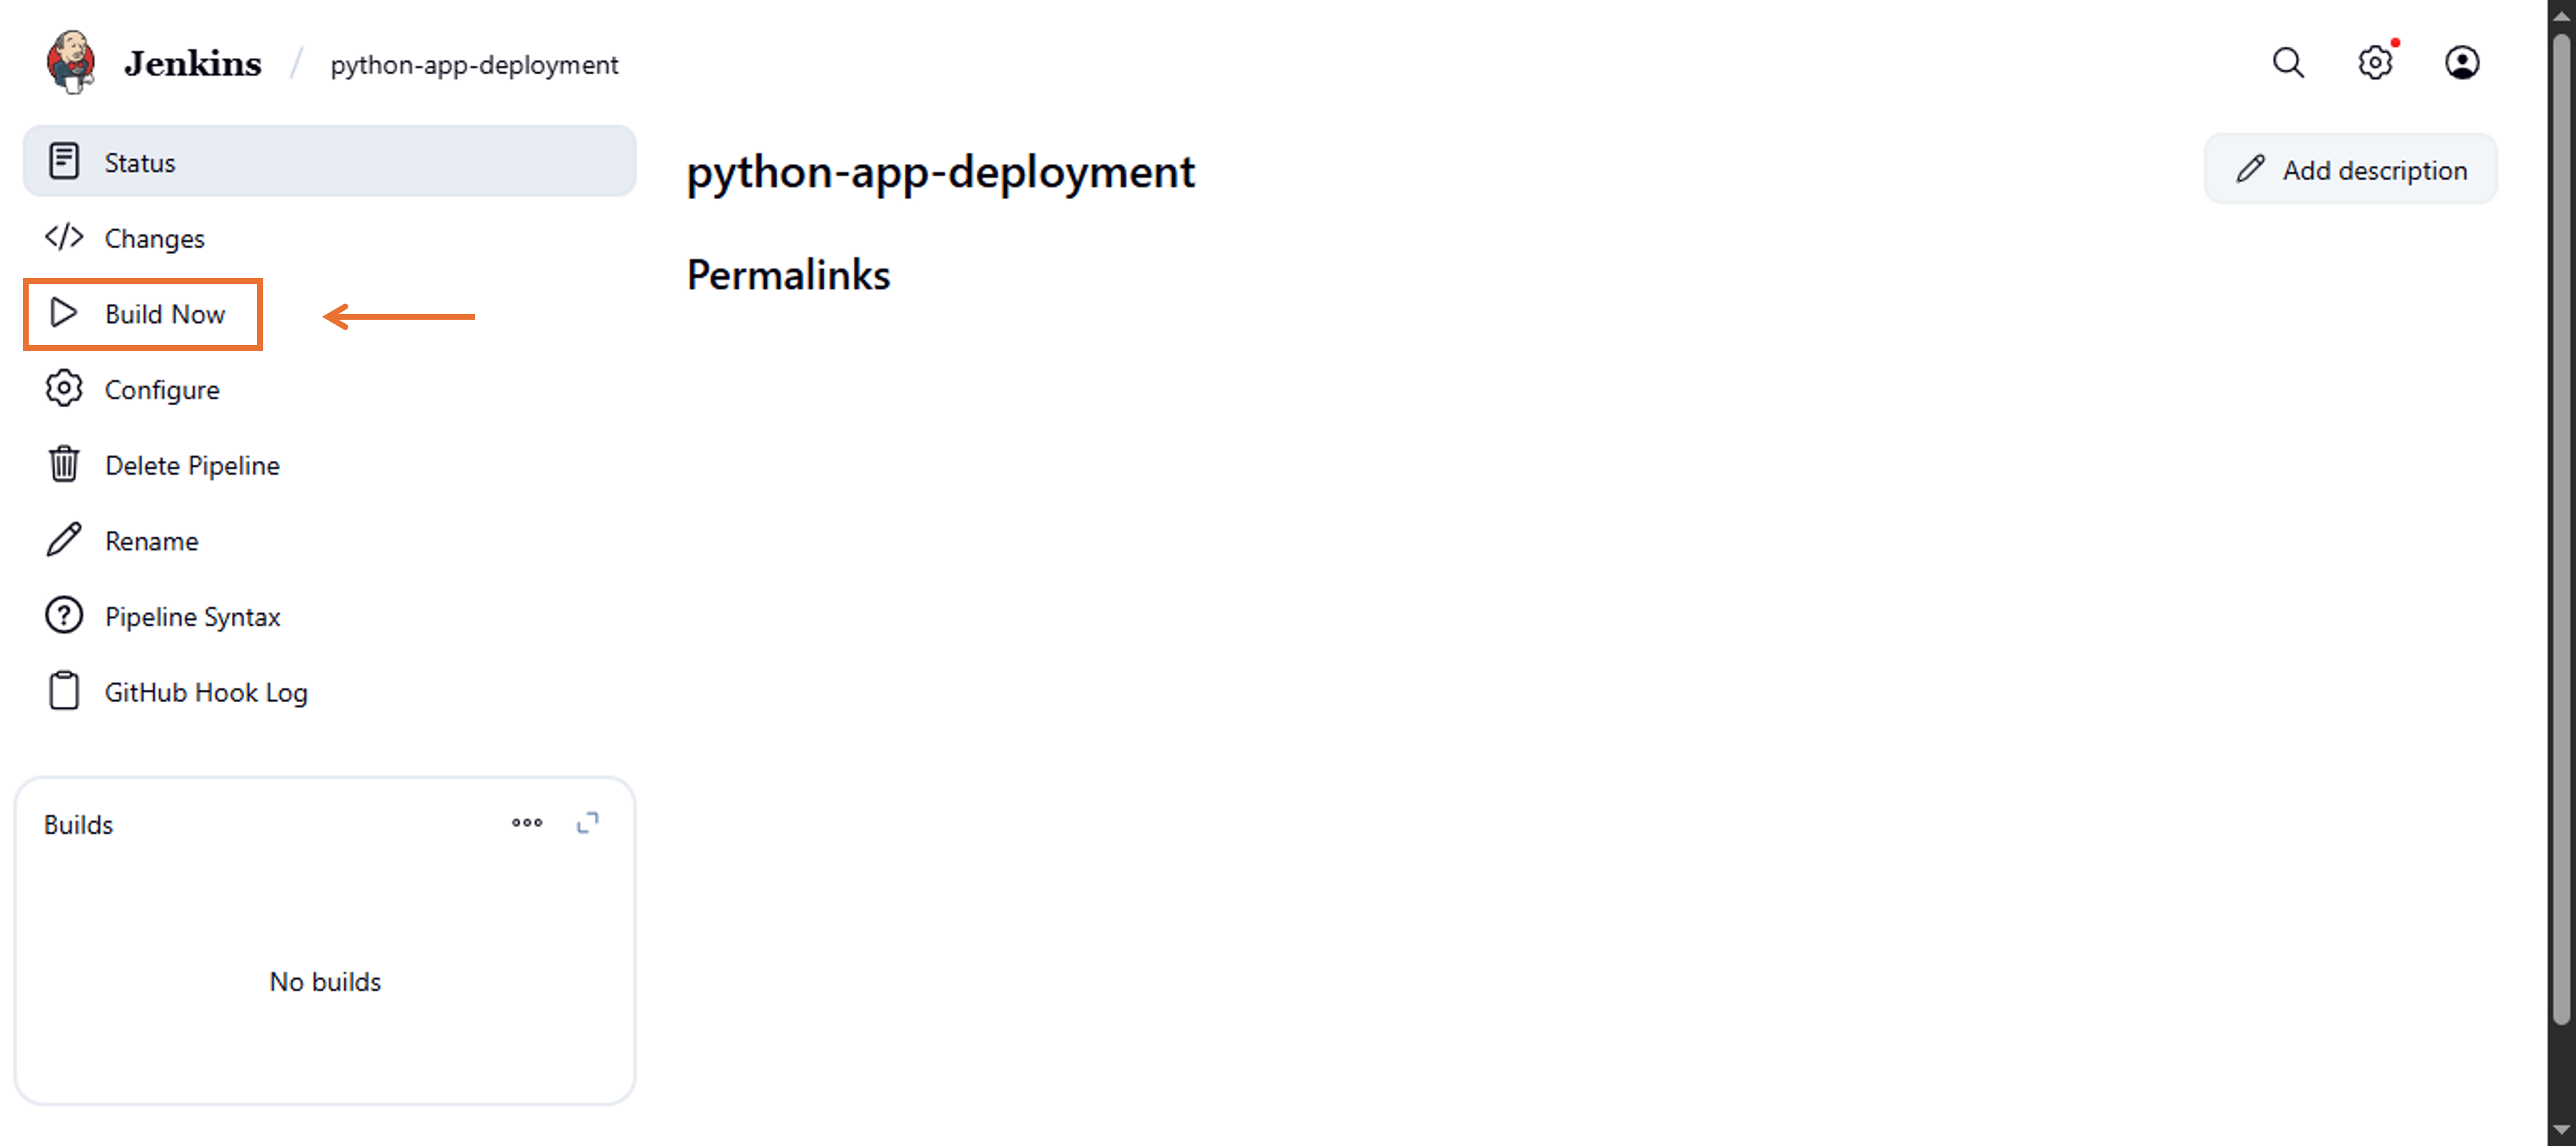 Jenkins / python-app-deployment
Status
Changes
Build Now
Configure
Delete Pipeline
Rename
Pipeline Syntax
GitHub Hook Log
Builds
No builds
python-app-deployment
Add description
Permalinks